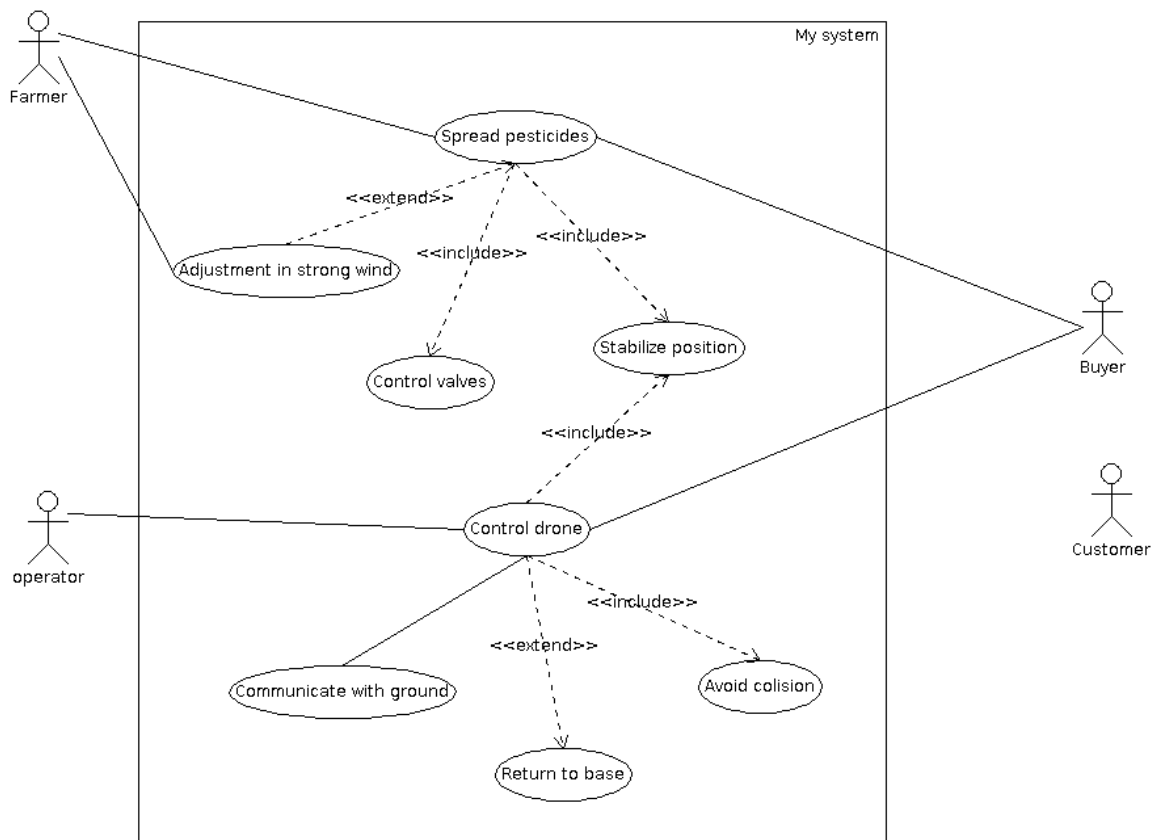 My system
Farmer
Spread pesticides
<<extend>>
<<include>>
<<include>>
Adjustment in strong wind
Stabilize position
Buyer
Control valves
<<include>>
Control drone
Customer
operator
<<include>>
<<extend>>
Communicate with ground
Avoid colision
Return to base